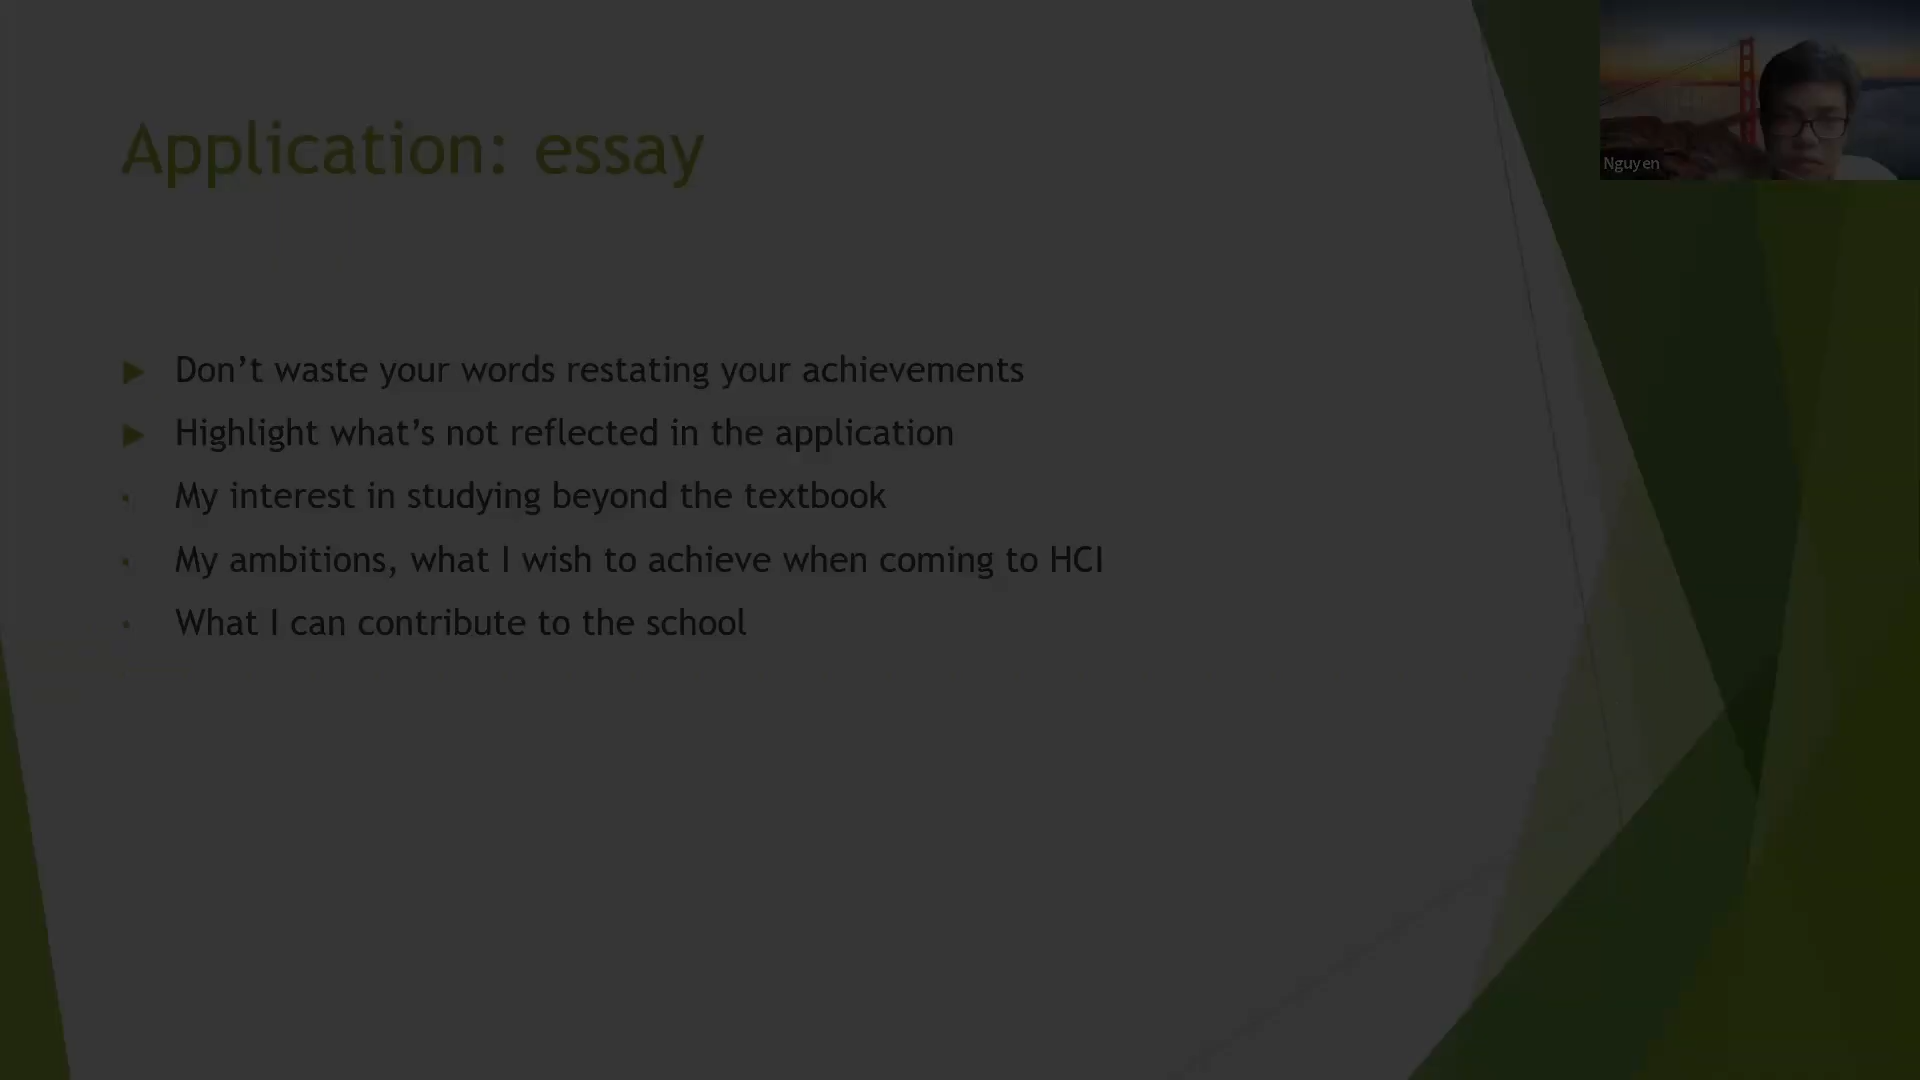 Application: essay
Nguyen
Don’t waste your words restating your achievements
Highlight what’s not reflected in the application
My interest in studying beyond the textbook
My ambitions, what I wish to achieve when coming to HCI
What I can contribute to the school